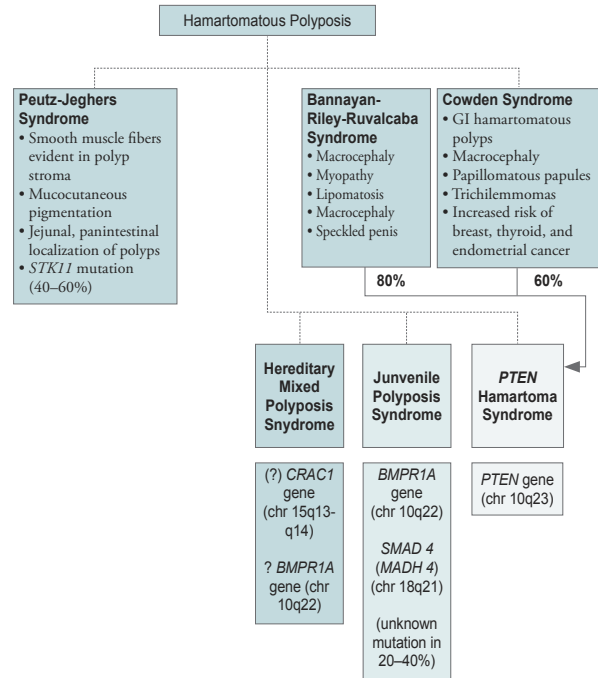 Hamartomatous Polyposis
Peutz-Jeghers
Syndrome
• Smooth muscle fibers
evident in polyp
stroma
• Mucocutaneous
pigmentation
• Jejunal, panintestinal
localization of polyps
• STK11 mutation
(40–60%)
Bannayan-
Riley-Ruvalcaba
Syndrome
• Macrocephaly
• Myopathy
• Lipomatosis
• Macrocephaly
• Speckled penis
Cowden Syndrome
• GI hamartomatous
polyps
• Macrocephaly
• Papillomatous papules
• Trichilemmomas
• Increased risk of
breast, thyroid, and
endometrial cancer
80%
60%
Hereditary
Mixed
Polyposis
Snydrome
Junvenile
Polyposis
Syndrome
PTEN
Hamartoma
Syndrome
(?) CRAC1
gene
(chr 15q13-
q14)
? BMPR1A
gene (chr
10q22)
BMPR1A
gene
(chr 10q22)
SMAD 4
(MADH 4)
(chr 18q21)
(unknown
mutation in
20–40%)
PTEN gene
(chr 10q23)